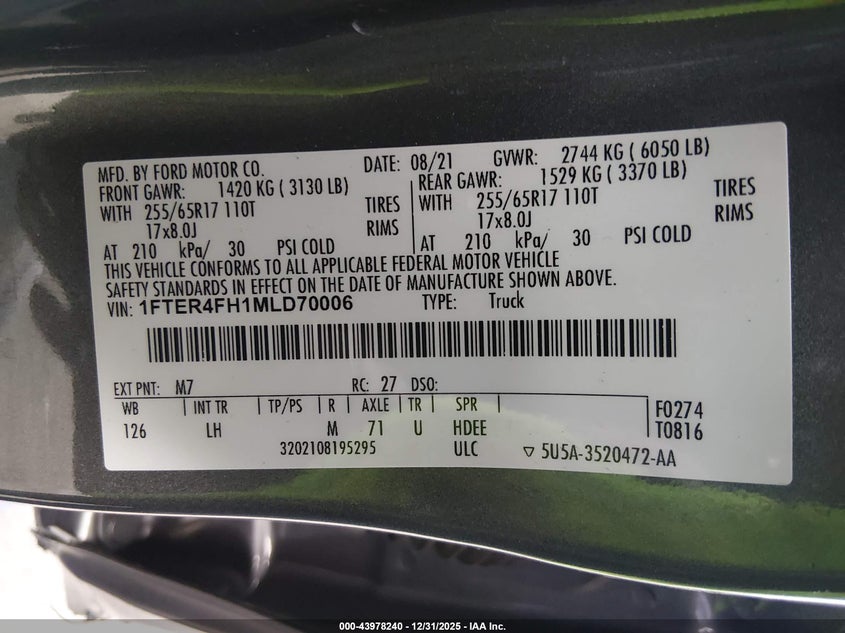 MFD. BY FORD MOTOR CO. DATE: 08/21 GVWR: 2744 KG ( 6050 LB)
FRONT GAWR: 1420 KG ( 3130 LB) REAR GAWR: 1529 KG ( 3370 LB)
WITH 255/65R17 110T TIRES WITH 255/65R17 110T TIRES
17x8.0J RIMS 17x8.0J RIMS
AT 210 kPa/ 30 PSI COLD AT 210 kPa/ 30 PSI COLD
THIS VEHICLE CONFORMS TO ALL APPLICABLE FEDERAL MOTOR VEHICLE
SAFETY STANDARDS IN EFFECT ON THE DATE OF MANUFACTURE SHOWN ABOVE.
VIN: 1FTER4FH1MLD70006 TYPE: Truck
EXT PNT: M7 RC: 27 DSO:
WB INT TR TP/PS R AXLE TR SPR F0274
126 LH M 71 U HDEE T0816
3202108195295 ULC ▽ 5U5A-3520472-AA
000-43978240 - 12/31/2025 - IAA Inc.